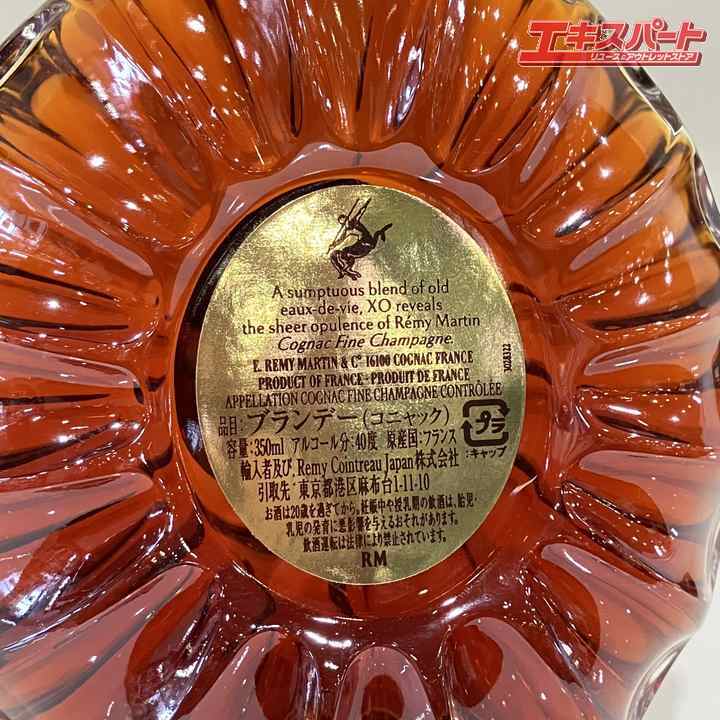 エキスパート
リユース&アウトレットストア
A sumptuous blend of old
eaux-de-vie, XO reveals
the sheer opulence of Rémy Martin
Cognac Fine Champagne.
E. REMY MARTIN & Cº 16100 COGNAC FRANCE
PRODUCT OF FRANCE - PRODUIT DE FRANCE
APPELLATION COGNAC FINE CHAMPAGNE CONTRÔLÉE
品目:ブランデー(コニャック)
容量:350ml アルコール分:40度 原産国:フランス
プラ
:キャップ
輸入者及び、Remy Cointreau Japan株式会社
引取先:東京都港区麻布台1-11-10
お酒は20歳を過ぎてから。妊娠中や授乳期の飲酒は、胎児・
乳児の発育に悪影響を与えるおそれがあります。
飲酒運転は法律により禁止されています。
RM